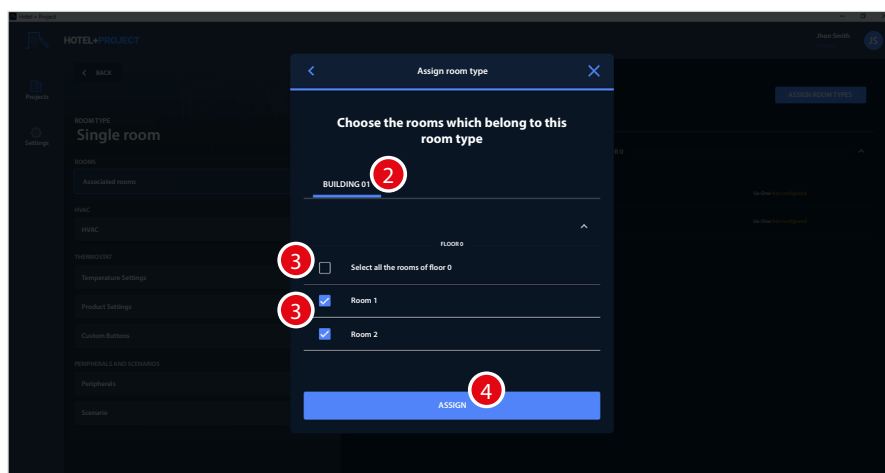 Hotel + Project
HOTEL+PROJECT
Jhon Smith
JS
BACK
Projects
Settings
ROOM TYPE
Single room
ROOMS
Associated rooms
HVAC
HVAC
THERMOSTAT
Temperature Settings
Product Settings
Custom Buttons
PERIPHERALS AND SCENARIOS
Peripherals
Scenario
ASSIGN ROOM TYPES
Assign room type
Choose the rooms which belong to this
room type
BUILDING 01
2
FLOOR 0
3
Select all the rooms of floor 0
3
Room 1
Room 2
4
ASSIGN